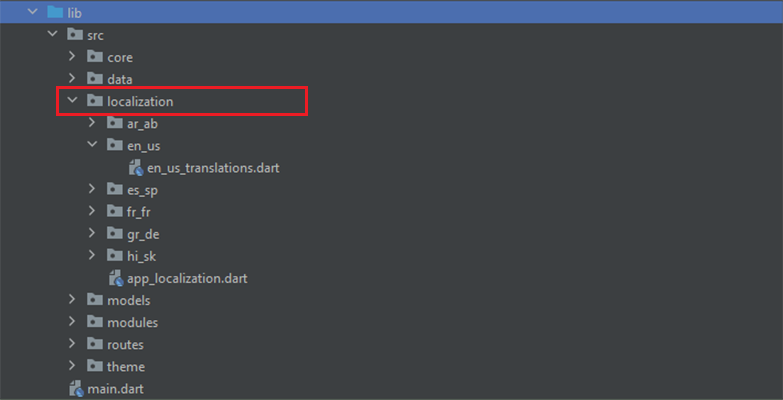 lib
src
core
data
localization
ar_ab
en_us
en_us_translations.dart
es_sp
fr_fr
gr_de
hi_sk
app_localization.dart
models
modules
routes
theme
main.dart